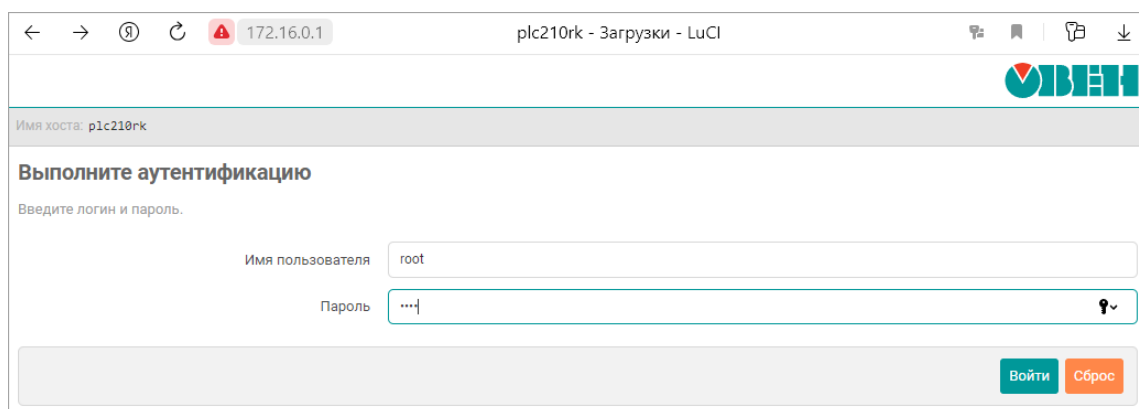 172.16.0.1 plc210rk - Загрузки - LuCI
ОВЕН
Имя хоста: plc210rk
Выполните аутентификацию
Введите логин и пароль.
Имя пользователя root
Пароль ····
Войти Сброс